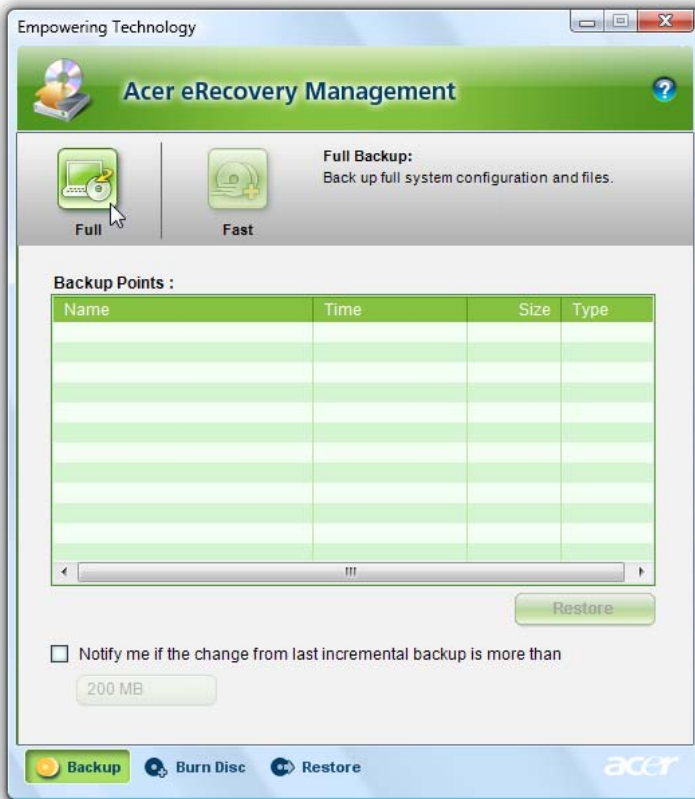 Empowering Technology
Acer eRecovery Management
?
Full Backup:
Back up full system configuration and files.
Full
Fast
Backup Points :
Name Time Size Type
Restore
Notify me if the change from last incremental backup is more than
200 MB
Backup Burn Disc Restore acer